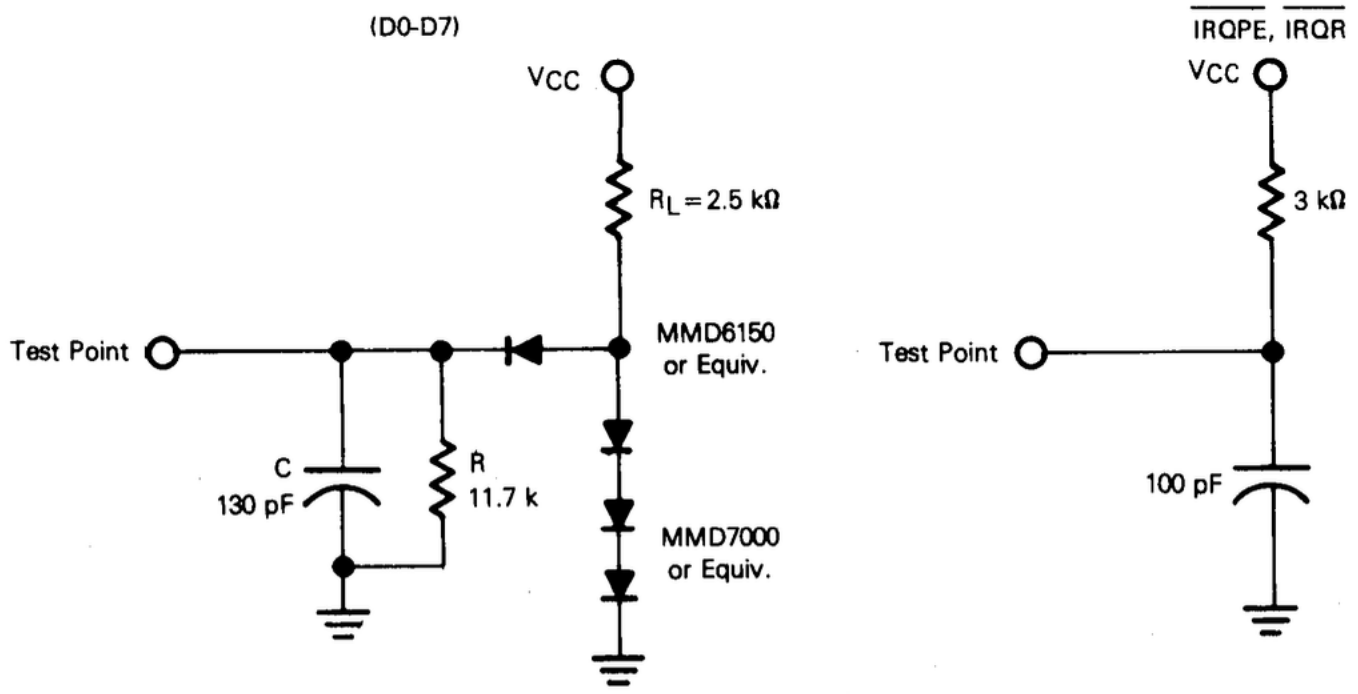 (D0-D7)
VCC
RL = 2.5 kΩ
MMD6150
or Equiv.
Test Point
C
130 pF
R
11.7 k
MMD7000
or Equiv.
IRQPE, IRQR
VCC
3 kΩ
Test Point
100 pF